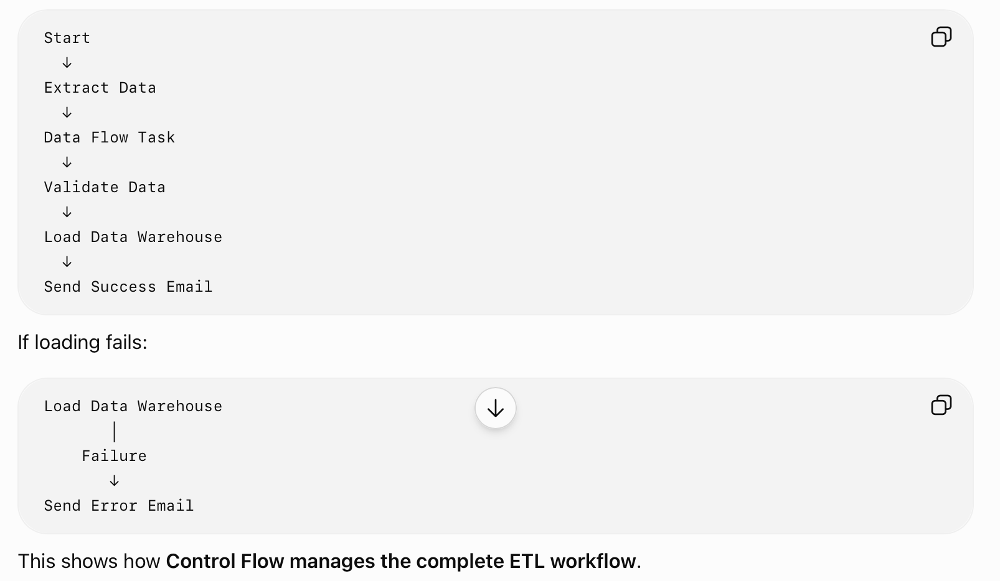 Start
↓
Extract Data
↓
Data Flow Task
↓
Validate Data
↓
Load Data Warehouse
↓
Send Success Email
If loading fails:
Load Data Warehouse
│
Failure
↓
Send Error Email
This shows how Control Flow manages the complete ETL workflow.